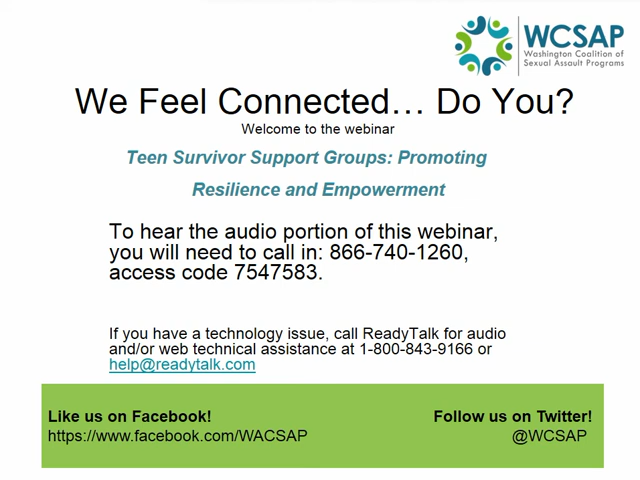 WCSAP
Washington Coalition of
Sexual Assault Programs
We Feel Connected… Do You?
Welcome to the webinar
Teen Survivor Support Groups: Promoting
Resilience and Empowerment
To hear the audio portion of this webinar,
you will need to call in: 866-740-1260,
access code 7547583.
If you have a technology issue, call ReadyTalk for audio
and/or web technical assistance at 1-800-843-9166 or
help@readytalk.com
Like us on Facebook!
https://www.facebook.com/WACSAP
Follow us on Twitter!
@WCSAP